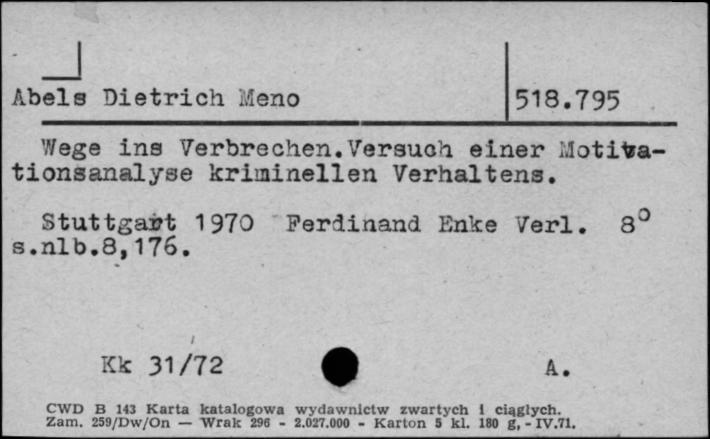 Abels Dietrich Meno
518.795
Wege ins Verbrechen.Versuch einer Motiva-
tionsanalyse kriminellen Verhaltens.
Stuttgart 1970 Ferdinand Enke Verl. 8°
s.nlb.8,176.
Kk 31/72 A.
CWD B 143 Karta katalogowa wydawnictw zwartych i ciągłych.
Zam. 259/Dw/On — Wrak 296 - 2.027.000 - Karton 5 kl. 180 g, - IV.71.